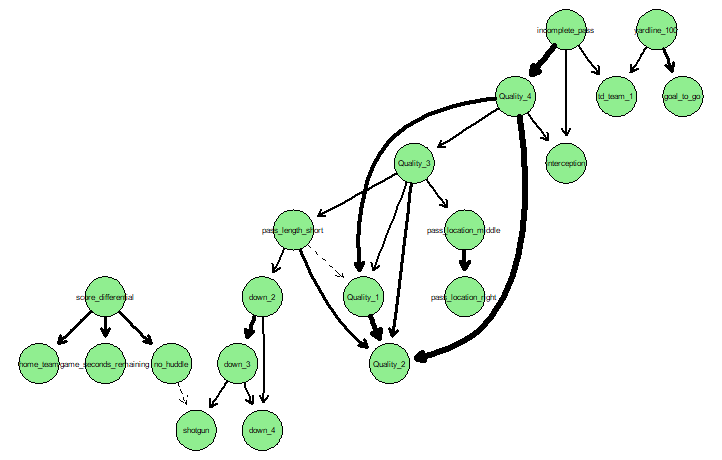 incomplete_pass
yardline_100
Quality_4
td_team_1
goal_to_go
Quality_3
interception
pass_length_short
pass_location_middle
score_differential
down_2
Quality_1
pass_location_right
home_team
game_seconds_remaining
no_huddle
down_3
Quality_2
shotgun
down_4